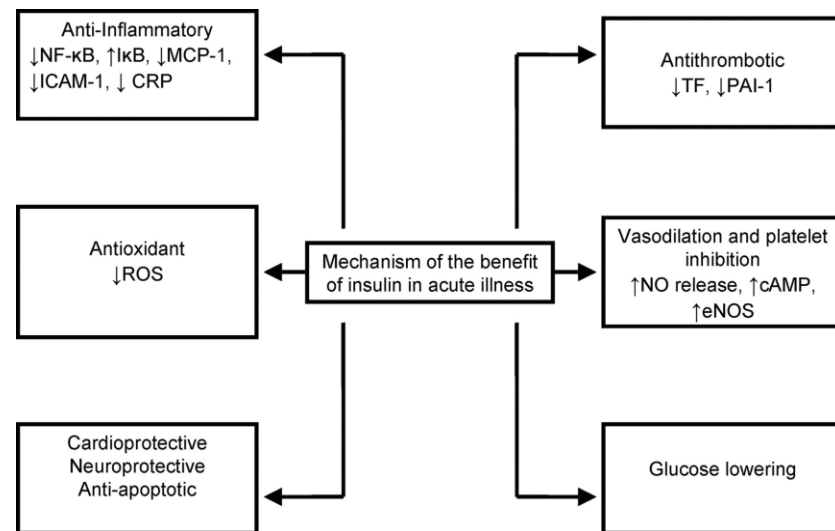 Anti-Inflammatory
↓NF-κB, ↑IκB, ↓MCP-1,
↓ICAM-1, ↓ CRP
Antithrombotic
↓TF, ↓PAI-1
Antioxidant
↓ROS
Mechanism of the benefit
of insulin in acute illness
Vasodilation and platelet
inhibition
↑NO release, ↑cAMP,
↑eNOS
Cardioprotective
Neuroprotective
Anti-apoptotic
Glucose lowering